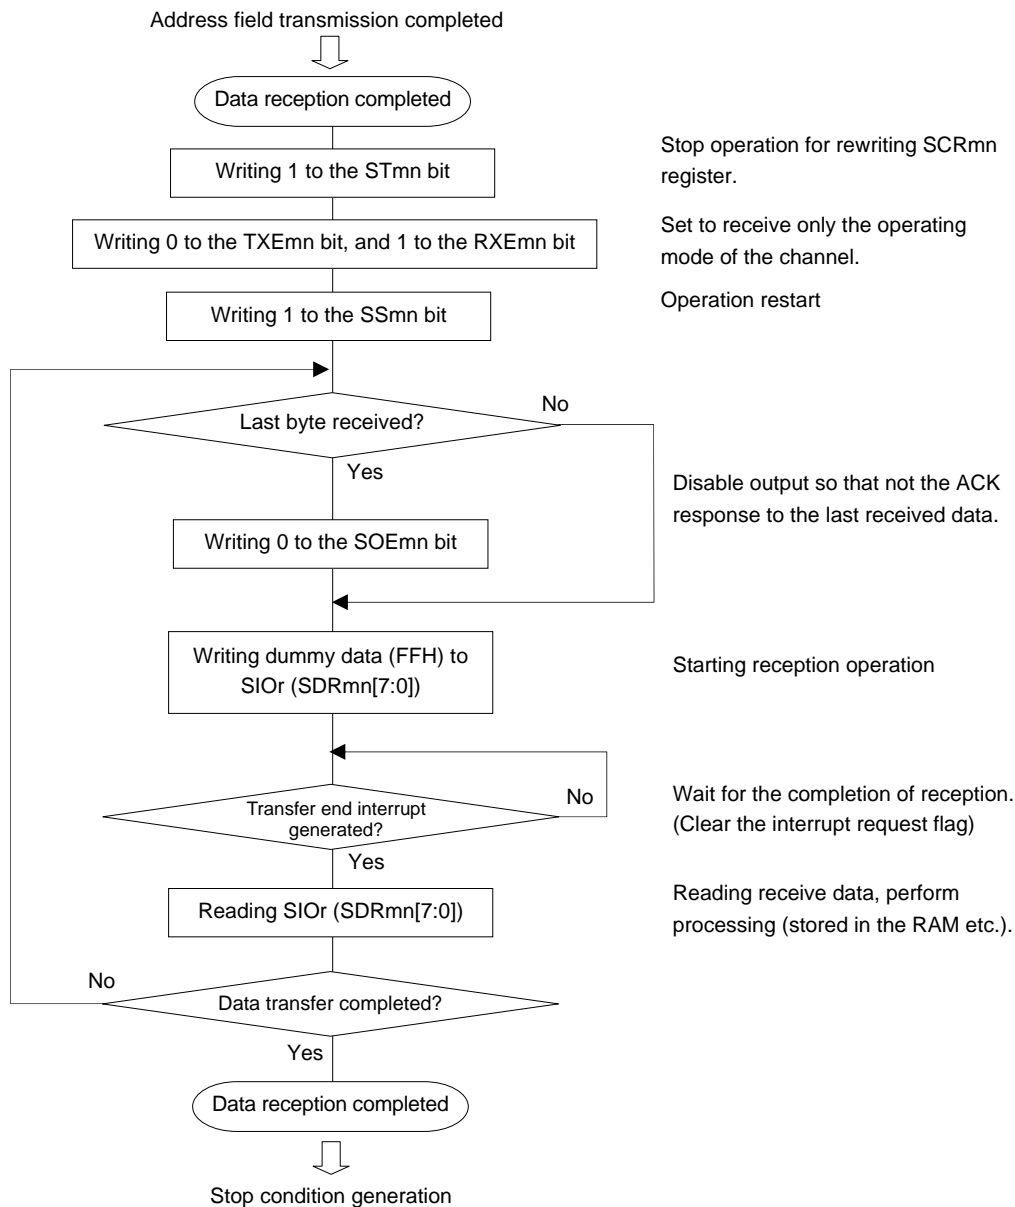 Address field transmission completed
Data reception completed
Writing 1 to the STmn bit
Stop operation for rewriting SCRmn
register.
Writing 0 to the TXEmn bit, and 1 to the RXEmn bit
Set to receive only the operating
mode of the channel.
Writing 1 to the SSmn bit
Operation restart
Last byte received?
No
Yes
Disable output so that not the ACK
response to the last received data.
Writing 0 to the SOEmn bit
Writing dummy data (FFH) to
SIOr (SDRmn[7:0])
Starting reception operation
Transfer end interrupt
generated?
No
Yes
Wait for the completion of reception.
(Clear the interrupt request flag)
Reading SIOr (SDRmn[7:0])
Reading receive data, perform
processing (stored in the RAM etc.).
No
Data transfer completed?
Yes
Data reception completed
Stop condition generation